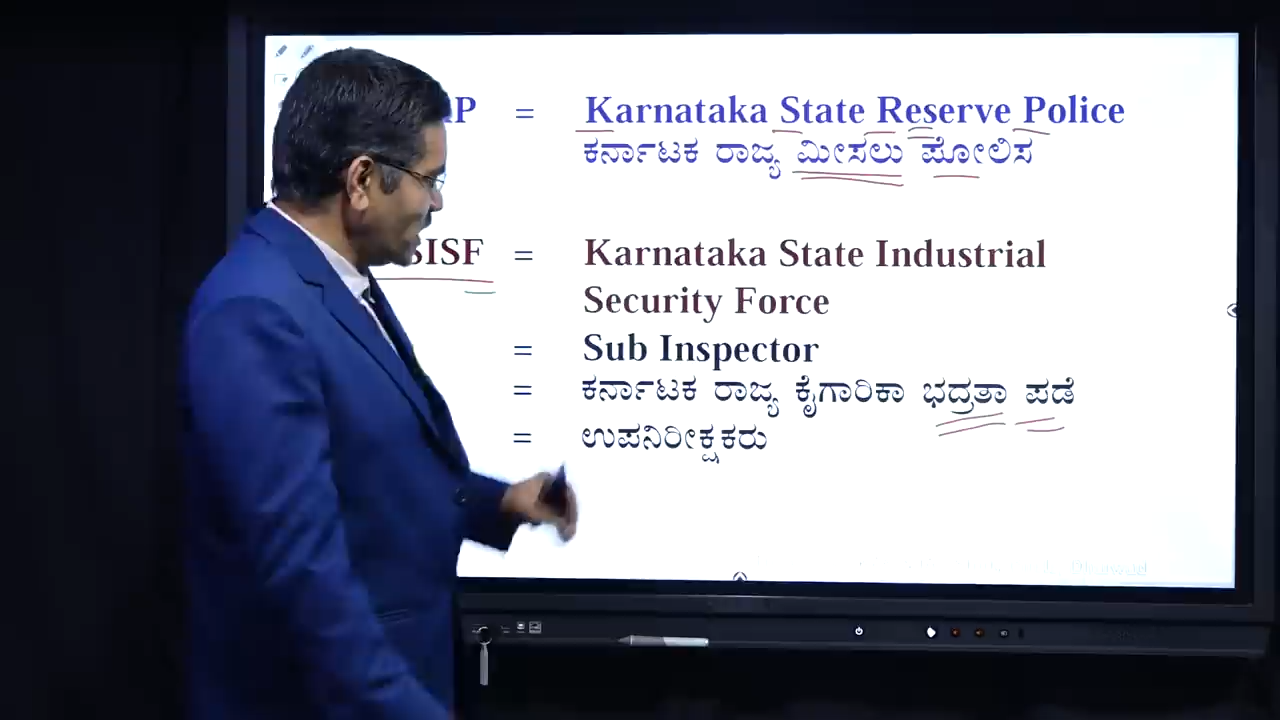 RP = Karnataka State Reserve Police
ಕರ್ನಾಟಕ ರಾಜ್ಯ ಮೀಸಲು ಪೋಲಿಸ
SISF = Karnataka State Industrial
Security Force
= Sub Inspector
= ಕರ್ನಾಟಕ ರಾಜ್ಯ ಕೈಗಾರಿಕಾ ಭದ್ರತಾ ಪಡೆ
= ಉಪನಿರೀಕ್ಷಕರು